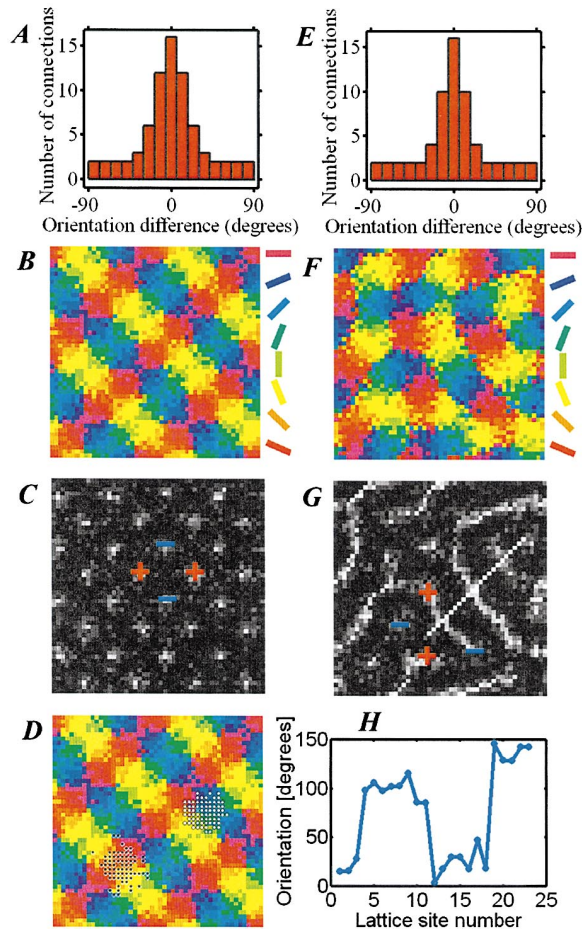 A
Number of connections
15
10
5
0
-90
0
90
Orientation difference (degrees)
E
Number of connections
15
10
5
0
-90
0
90
Orientation difference (degrees)
B
F
C
G
D
H
Orientation [degrees]
150
100
50
0
0
5
10
15
20
25
Lattice site number